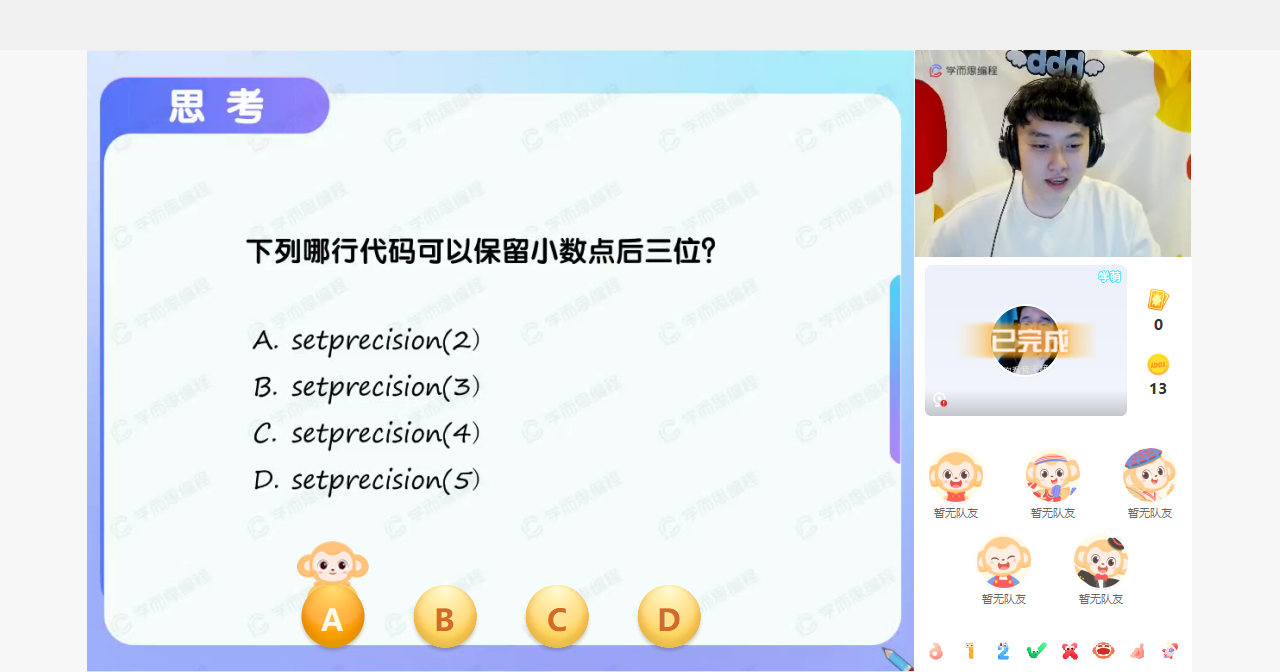 思 考
下列哪行代码可以保留小数点后三位?
A. setprecision(2)
B. setprecision(3)
C. setprecision(4)
D. setprecision(5)
A
B
C
D
学而思编程
ddd
学萌
已完成
0
13
暂无队友
暂无队友
暂无队友
暂无队友
暂无队友